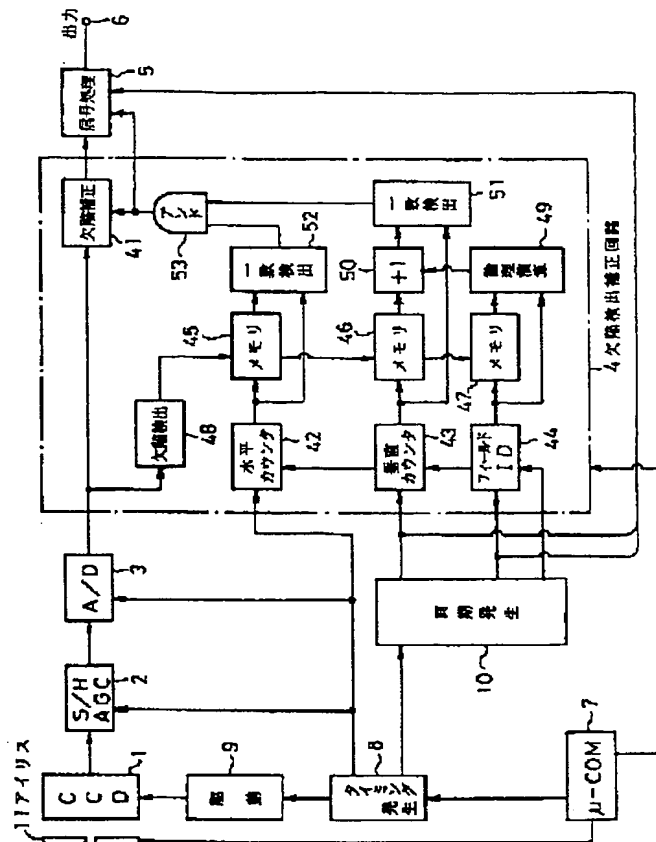 11 アイリス
CCD
1
S/H
AGC
2
A/D
3
欠陥補正
41
信号処理
5
出力
6
欠陥検出
48
アンド
53
一致検出
52
メモリ
45
水平
カウンタ
42
一致検出
51
+1
50
メモリ
46
垂直
カウンタ
43
論理演算
49
メモリ
47
フィールド
ID
44
4 欠陥検出補正回路
駆動
9
タイミング
発生
8
同期発生
10
μ-COM
7